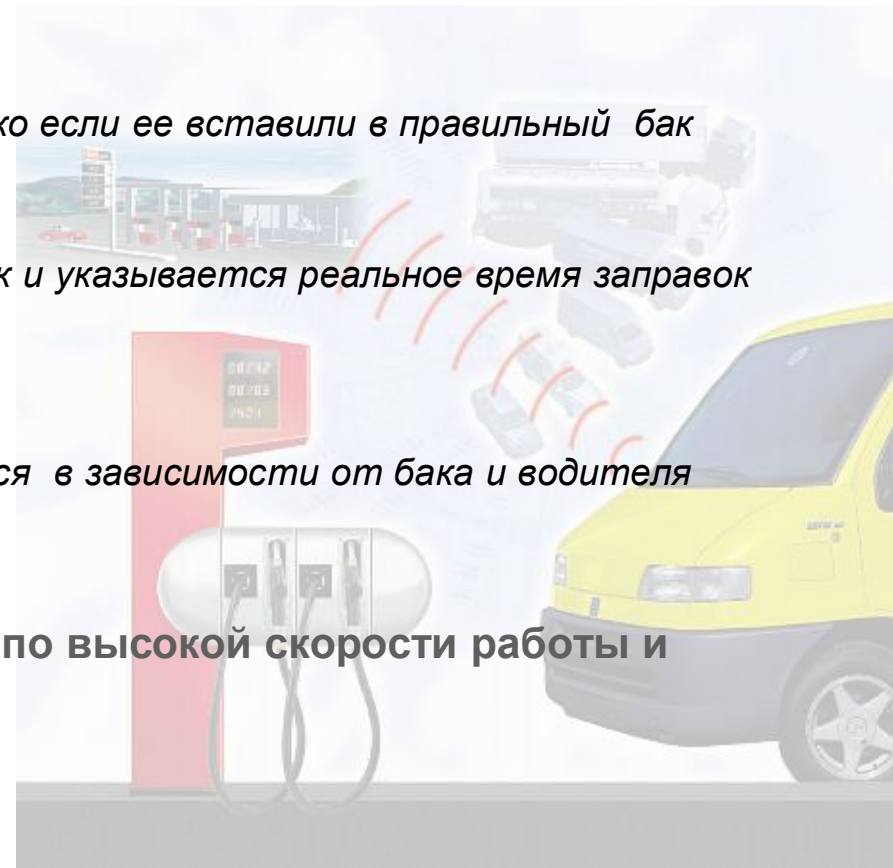 ко если ее вставили в правильный бак
к и указывается реальное время заправок
ся в зависимости от бака и водителя
по высокой скорости работы и